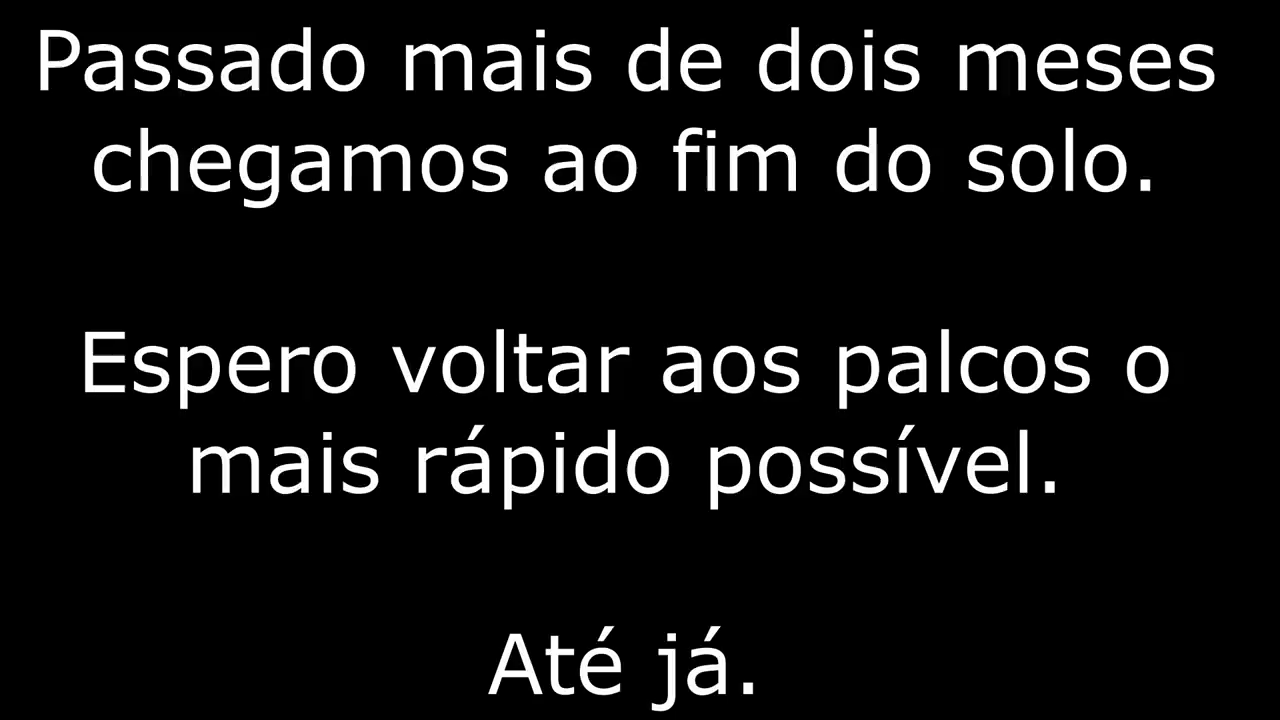 Passado mais de dois meses
chegamos ao fim do solo.
Espero voltar aos palcos o
mais rápido possível.
Até já.